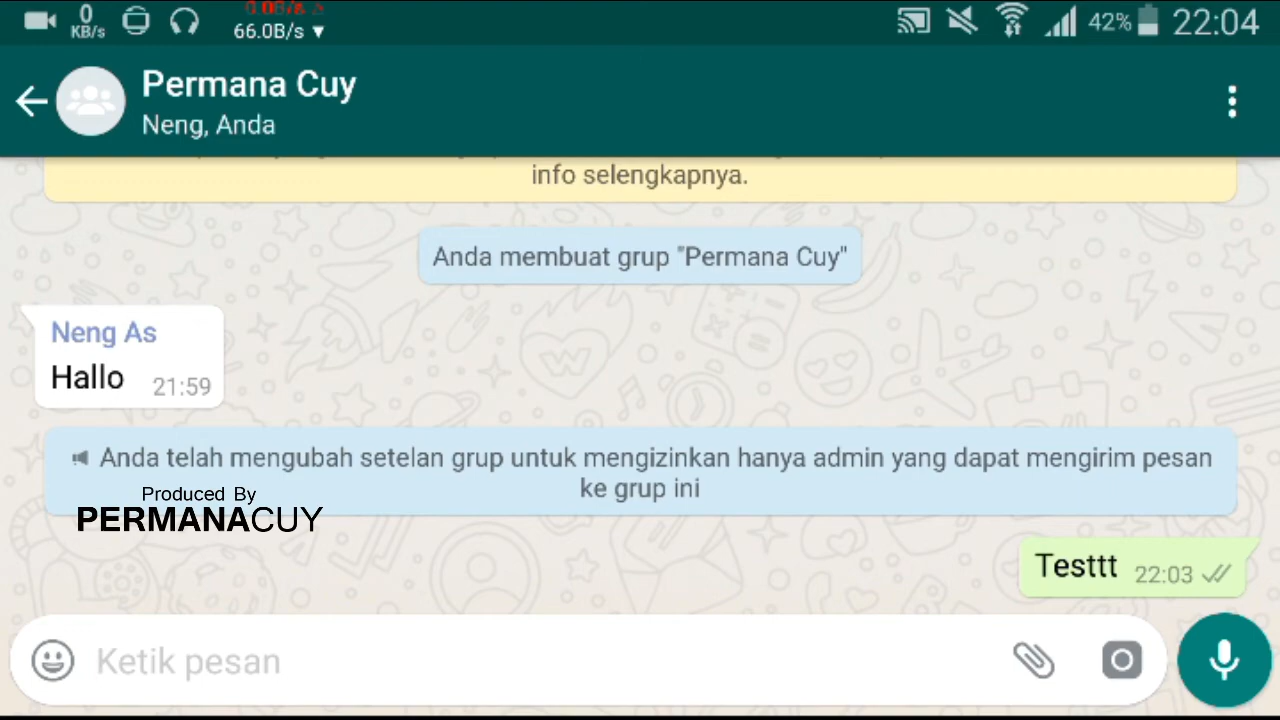 0
KB/s
0.0B/s
66.0B/s ▼
42%
22:04
Permana Cuy
Neng, Anda
info selengkapnya.
Anda membuat grup "Permana Cuy"
Neng As
Hallo 21:59
Anda telah mengubah setelan grup untuk mengizinkan hanya admin yang dapat mengirim pesan
ke grup ini
Produced By
PERMANACUY
Testtt 22:03
Ketik pesan